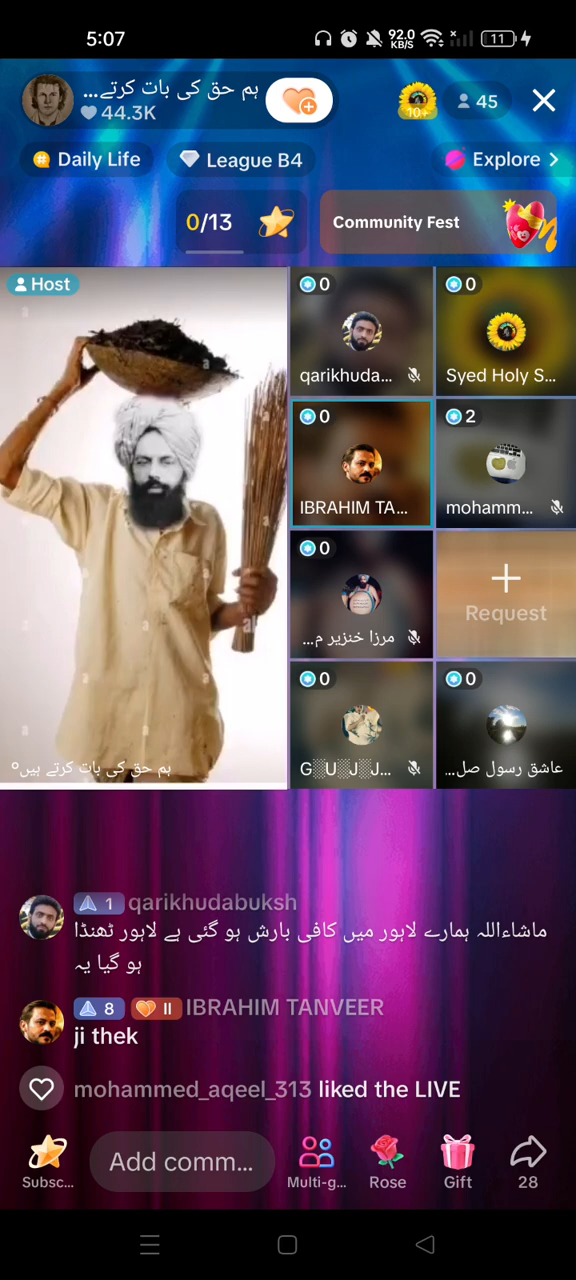 5:07
92.0
KB/S
11
ہم حق کی بات کرتے...
44.3K
10+
45
Daily Life
League B4
Explore
0/13
Community Fest
Host
0
0
qarikhuda...
Syed Holy S...
0
2
IBRAHIM TA...
mohamm...
0
مرزا خنزیر م...
Request
0
0
G░U░J░J...
عاشق رسول صل...
ہم حق کی بات کرتے ہیں°
1 qarikhudabuksh
ماشاءاللہ ہمارے لاہور میں کافی بارش ہو گئی ہے لاہور ٹھنڈا
ہو گیا یہ
8 II IBRAHIM TANVEER
ji thek
mohammed_aqeel_313 liked the LIVE
Add comm...
Subsc...
Multi-g...
Rose
Gift
28